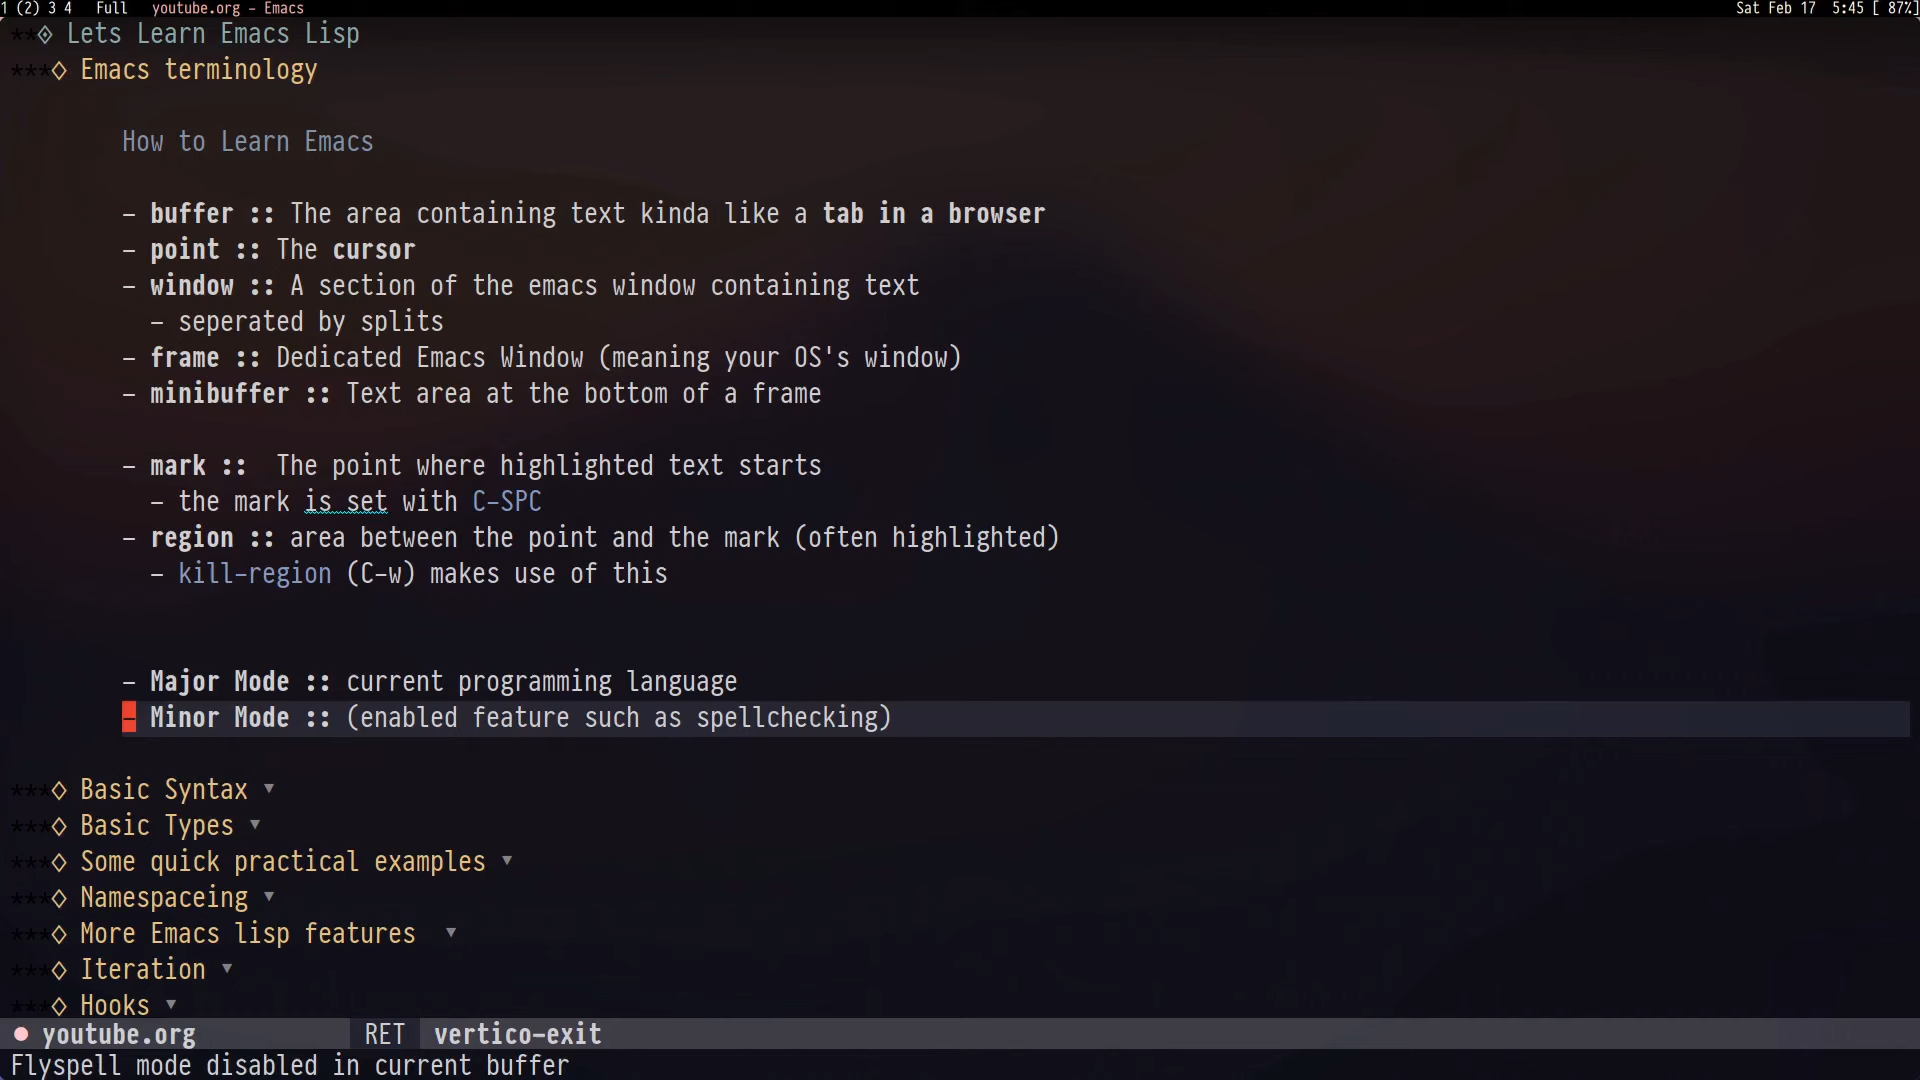 1 (2) 3 4 Full youtube.org – Emacs Sat Feb 17 5:45 [ 87%]
**◈ Lets Learn Emacs Lisp
***◇ Emacs terminology
How to Learn Emacs
– buffer :: The area containing text kinda like a tab in a browser
– point :: The cursor
– window :: A section of the emacs window containing text
– seperated by splits
– frame :: Dedicated Emacs Window (meaning your OS's window)
– minibuffer :: Text area at the bottom of a frame
– mark :: The point where highlighted text starts
– the mark is set with C-SPC
– region :: area between the point and the mark (often highlighted)
– kill-region (C-w) makes use of this
– Major Mode :: current programming language
– Minor Mode :: (enabled feature such as spellchecking)
***◇ Basic Syntax ▾
***◇ Basic Types ▾
***◇ Some quick practical examples ▾
***◇ Namespaceing ▾
***◇ More Emacs lisp features ▾
***◇ Iteration ▾
***◇ Hooks ▾
● youtube.org RET vertico-exit
Flyspell mode disabled in current buffer